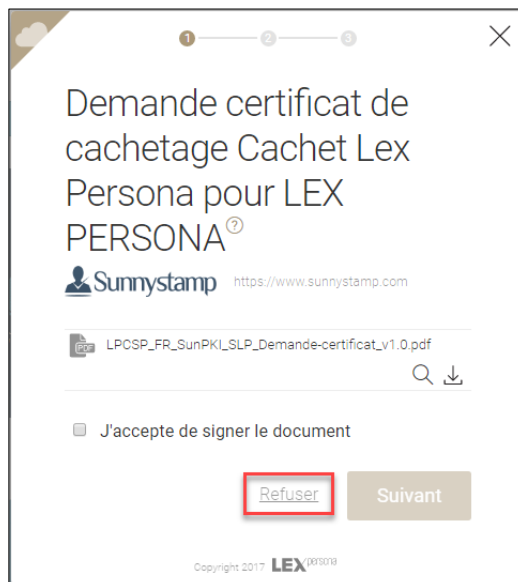 1 2 3
Demande certificat de
cachetage Cachet Lex
Persona pour LEX
PERSONA ?
Sunnystamp https://www.sunnystamp.com
PDF LPCSP_FR_SunPKI_SLP_Demande-certificat_v1.0.pdf
J'accepte de signer le document
Refuser Suivant
Copyright 2017 LEX persona